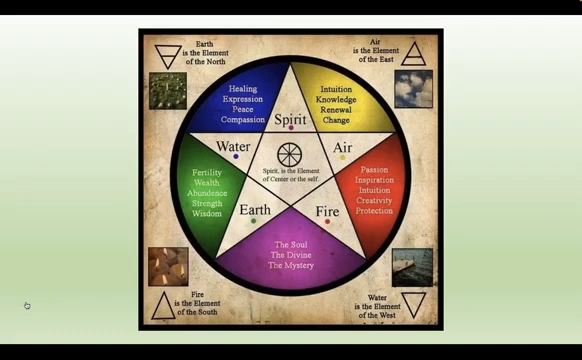 Earth
is the Element
of the North
Air
is the Element
of the East
Healing
Expression
Peace
Compassion
Intuition
Knowledge
Renewal
Change
Spirit
Water
Air
Spirit, is the Element
of Center or the self.
Fertility
Wealth
Abundence
Strength
Wisdom
Passion
Inspiration
Intuition
Creativity
Protection
Earth
Fire
The Soul
The Divine
The Mystery
Fire
is the Element
of the South
Water
is the Element
of the West